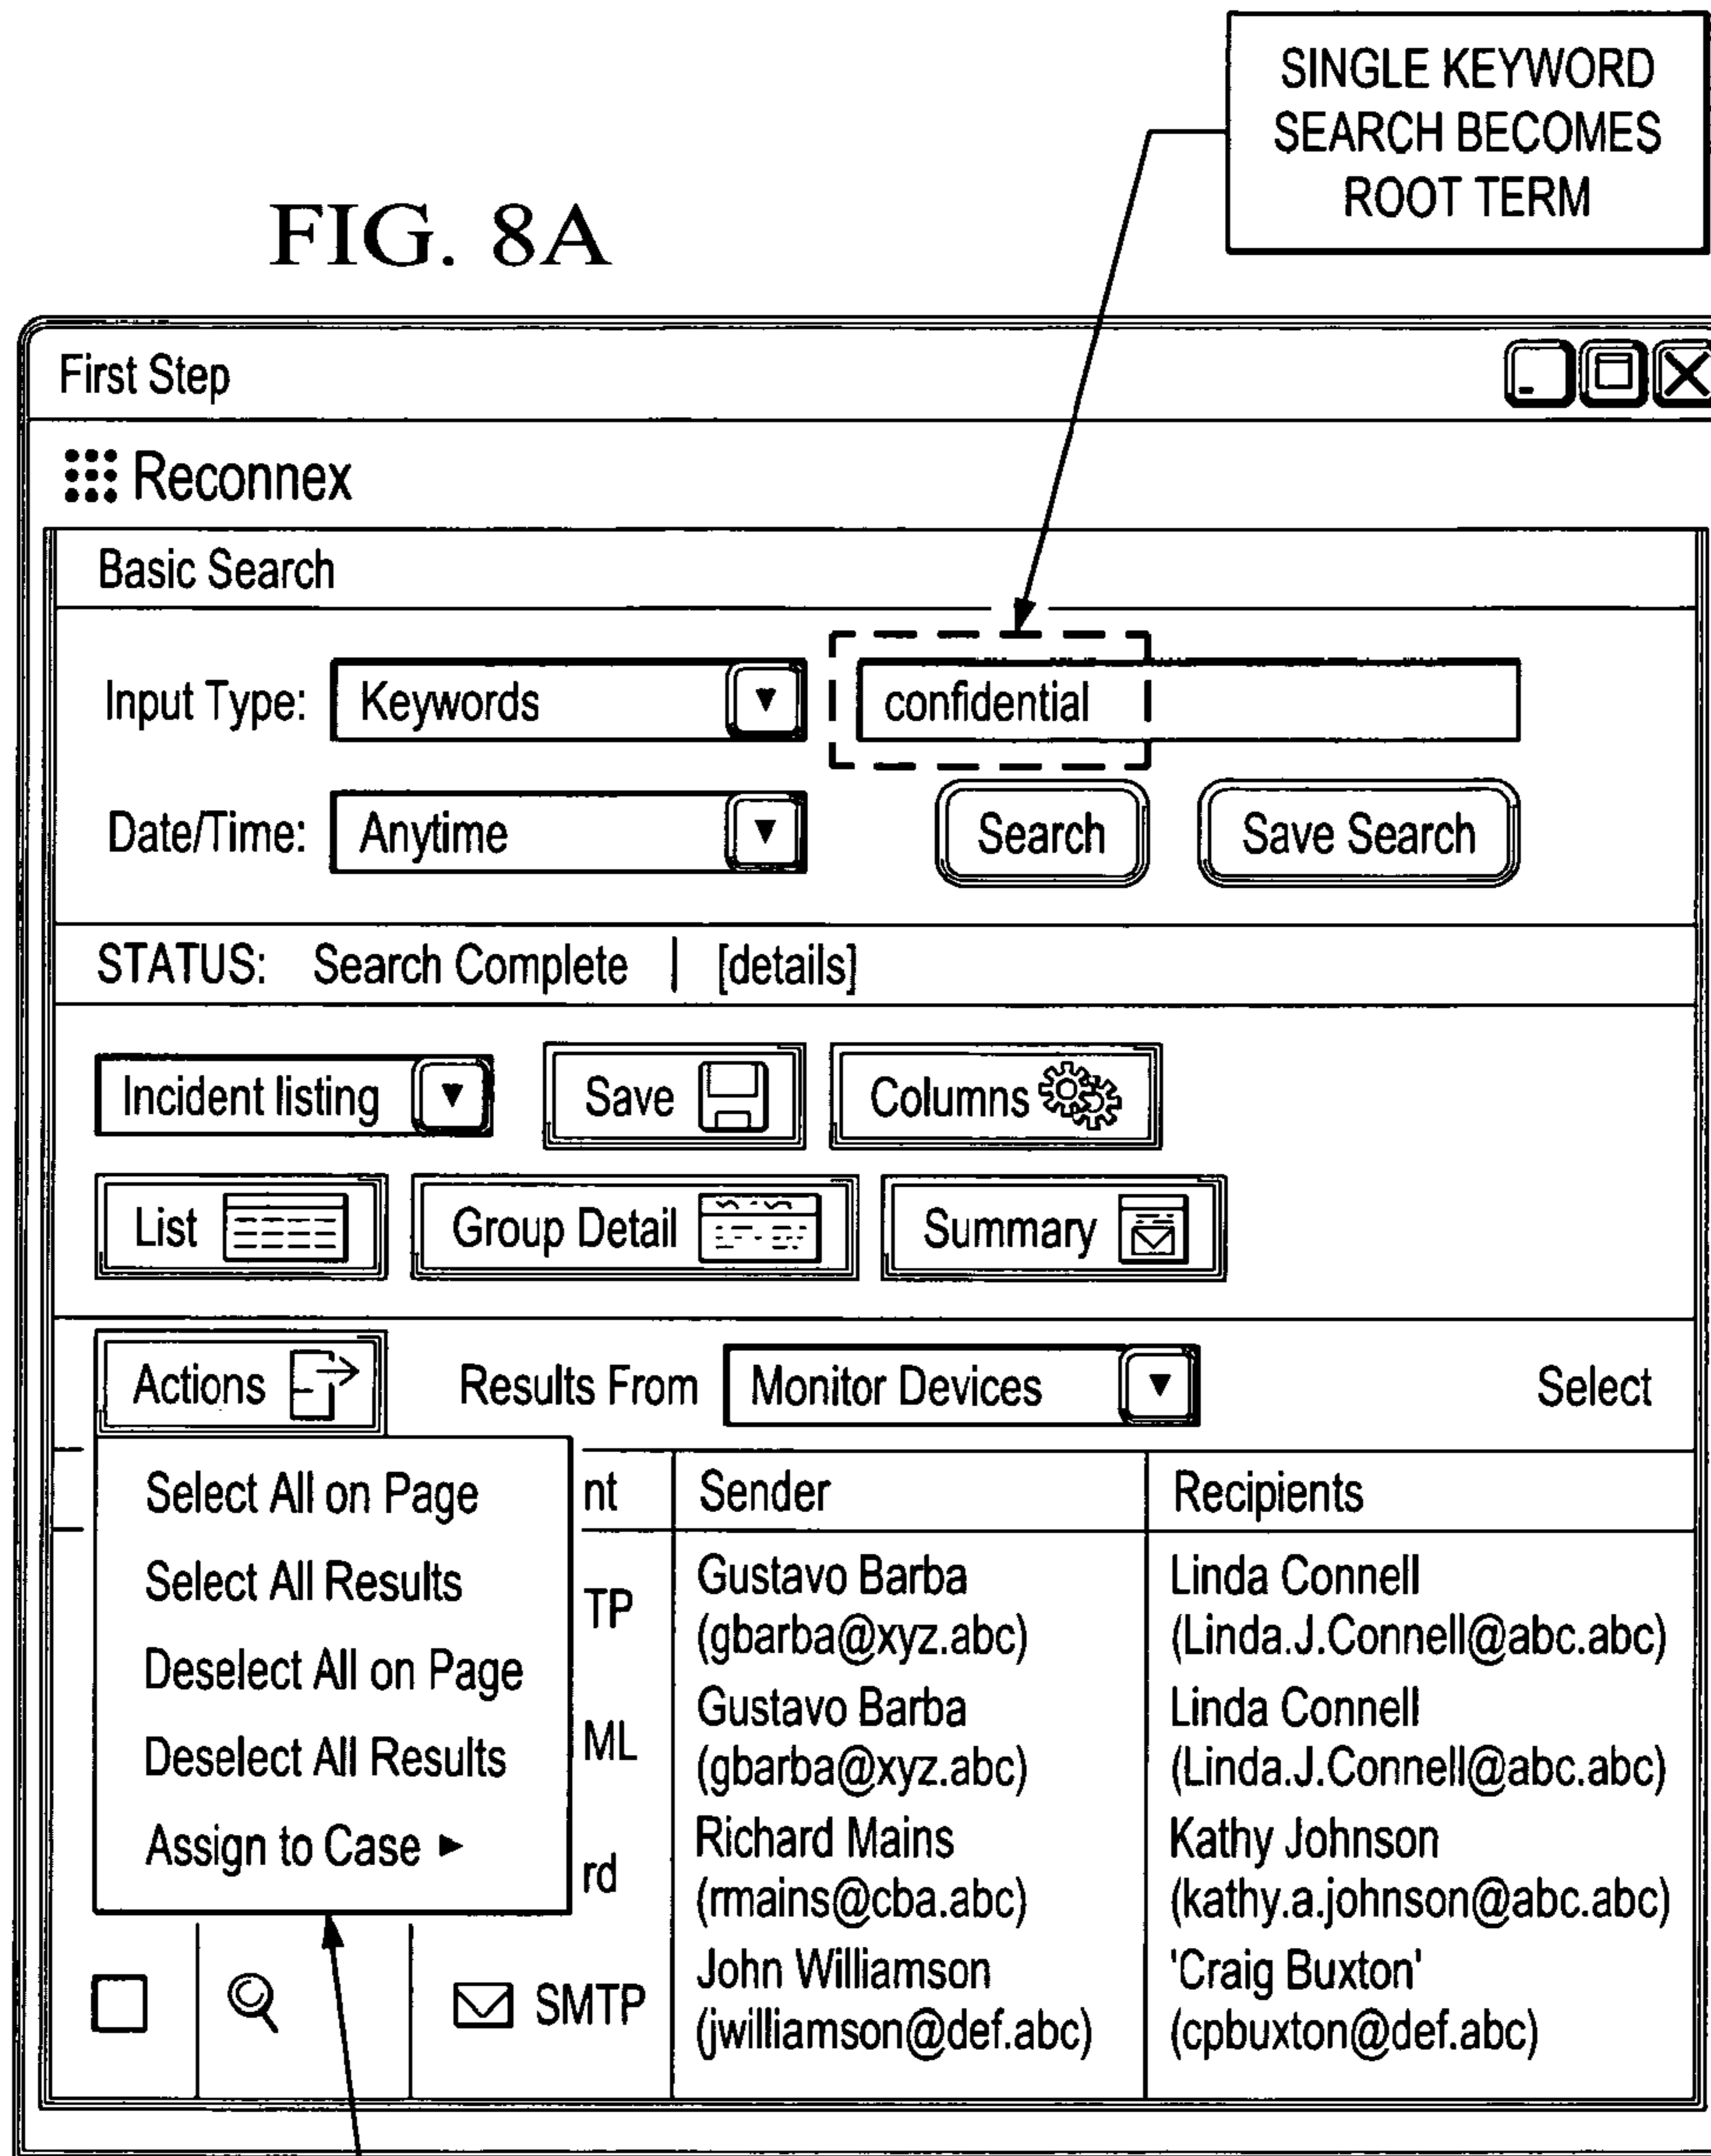 SINGLE KEYWORD
SEARCH BECOMES
ROOT TERM
FIG. 8A
First Step
Reconnex
Basic Search
Input Type: Keywords confidential
Date/Time: Anytime Search Save Search
STATUS: Search Complete | [details]
Incident listing Save Columns
List Group Detail Summary
Actions Results From Monitor Devices Select
Select All on Page
Select All Results
Deselect All on Page
Deselect All Results
Assign to Case
nt Sender Recipients
TP Gustavo Barba Linda Connell
(gbarba@xyz.abc) (Linda.J.Connell@abc.abc)
ML Gustavo Barba Linda Connell
(gbarba@xyz.abc) (Linda.J.Connell@abc.abc)
rd Richard Mains Kathy Johnson
(rmains@cba.abc) (kathy.a.johnson@abc.abc)
SMTP John Williamson 'Craig Buxton'
(jwilliamson@def.abc) (cpbuxton@def.abc)